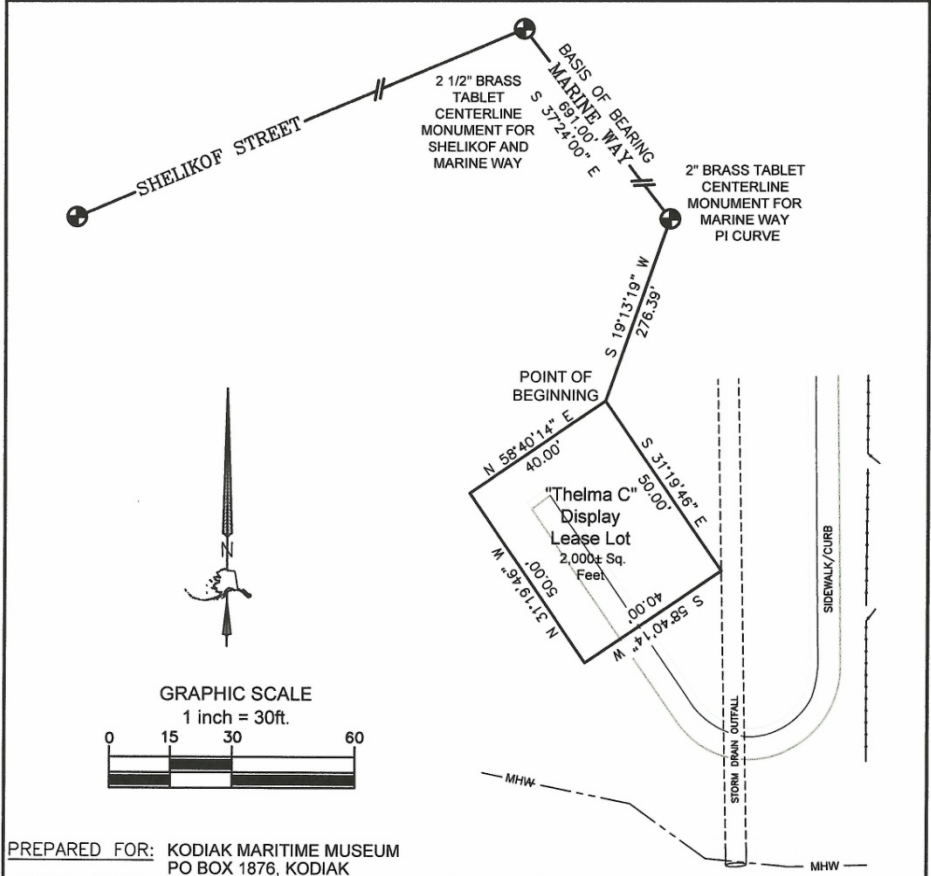 2 1/2" BRASS
TABLET
CENTERLINE
MONUMENT FOR
SHELIKOF AND
MARINE WAY
SHELIKOF STREET
BASIS OF BEARING
MARINE WAY
691.00'
S 37°24'00" E
2" BRASS TABLET
CENTERLINE
MONUMENT FOR
MARINE WAY
PI CURVE
S 19°13'19" W
276.39'
POINT OF
BEGINNING
N 58°40'14" E
40.00'
S 31°19'46" E
50.00'
"Thelma C"
Display
Lease Lot
2,000± Sq.
Feet
N 31°19'46" W
50.00'
S 58°40'14" W
40.00'
SIDEWALK/CURB
STORM DRAIN OUTFALL
N
GRAPHIC SCALE
1 inch = 30ft.
0 15 30 60
MHW
MHW
PREPARED FOR: KODIAK MARITIME MUSEUM
PO BOX 1876, KODIAK